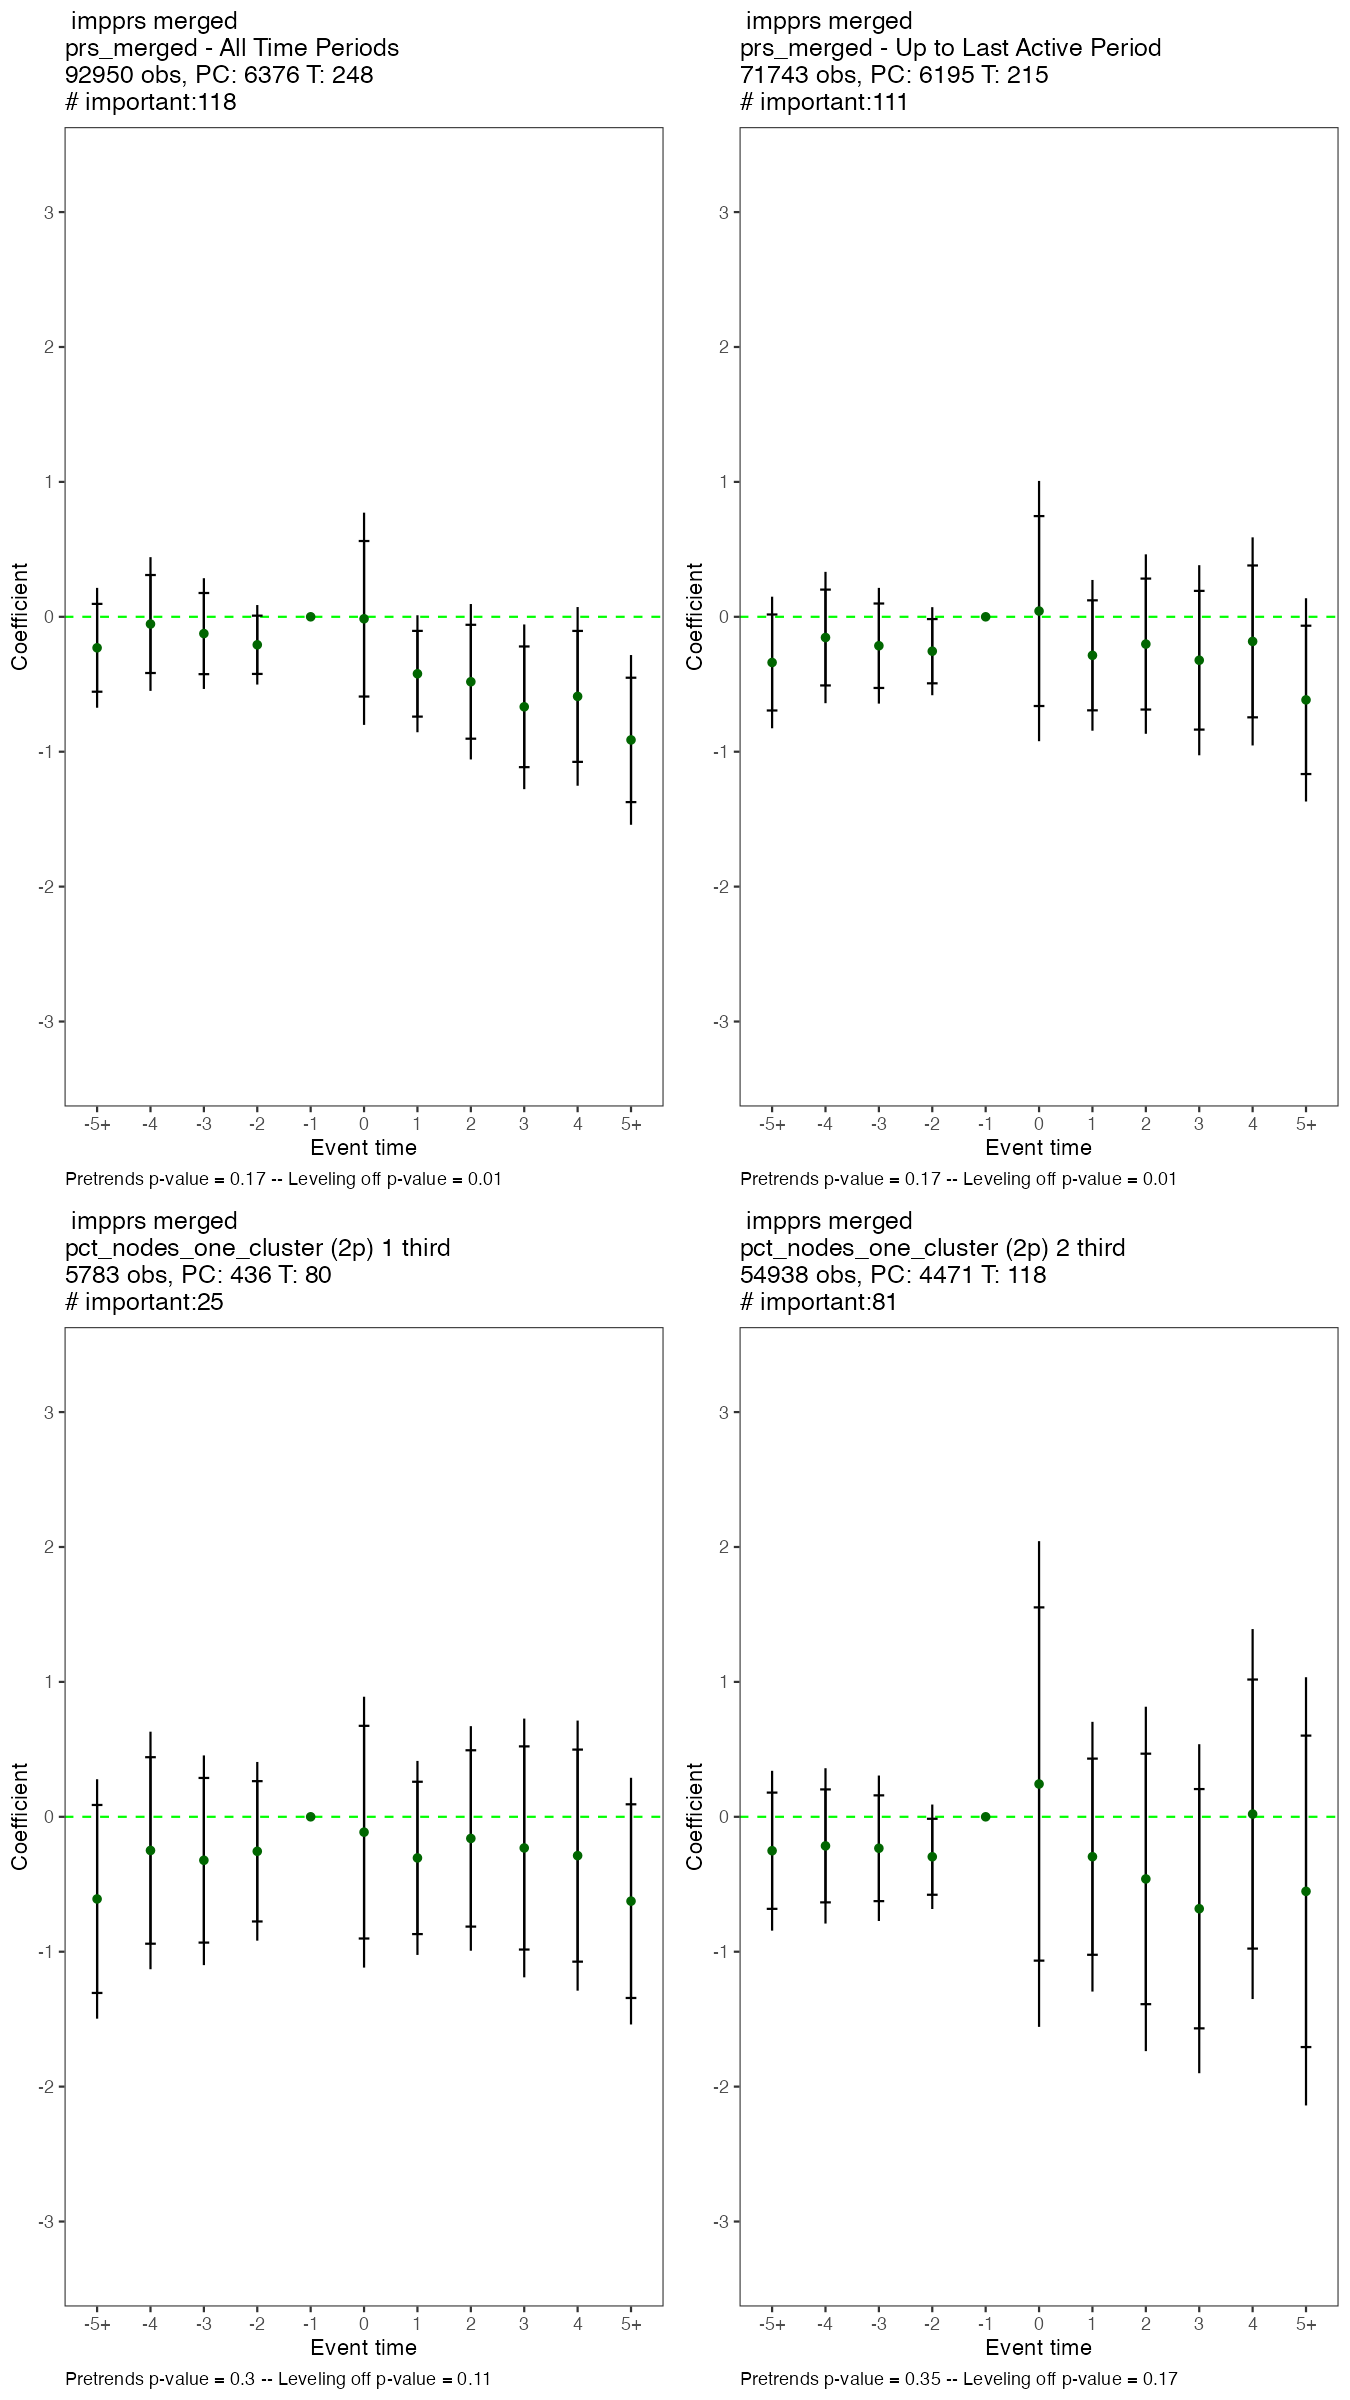 impprs merged
prs_merged - All Time Periods
92950 obs, PC: 6376 T: 248
# important:118
3
2
1
0
-1
-2
-3
Coefficient
-5+ -4 -3 -2 -1 0 1 2 3 4 5+
Event time
Pretrends p-value = 0.17 -- Leveling off p-value = 0.01
impprs merged
prs_merged - Up to Last Active Period
71743 obs, PC: 6195 T: 215
# important:111
3
2
1
0
-1
-2
-3
Coefficient
-5+ -4 -3 -2 -1 0 1 2 3 4 5+
Event time
Pretrends p-value = 0.17 -- Leveling off p-value = 0.01
impprs merged
pct_nodes_one_cluster (2p) 1 third
5783 obs, PC: 436 T: 80
# important:25
3
2
1
0
-1
-2
-3
Coefficient
-5+ -4 -3 -2 -1 0 1 2 3 4 5+
Event time
Pretrends p-value = 0.3 -- Leveling off p-value = 0.11
impprs merged
pct_nodes_one_cluster (2p) 2 third
54938 obs, PC: 4471 T: 118
# important:81
3
2
1
0
-1
-2
-3
Coefficient
-5+ -4 -3 -2 -1 0 1 2 3 4 5+
Event time
Pretrends p-value = 0.35 -- Leveling off p-value = 0.17